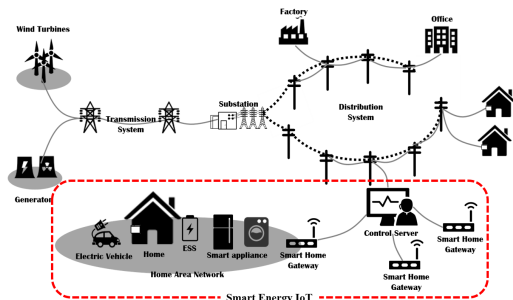 Factory
Office
Wind Turbines
Substation
Transmission
System
Distribution
System
Generator
Control Server
Smart Home
Gateway
Electric Vehicle
Home
ESS
Smart appliance
Smart Home
Gateway
Home Area Network
Smart Home
Gateway
Smart Energy IoT